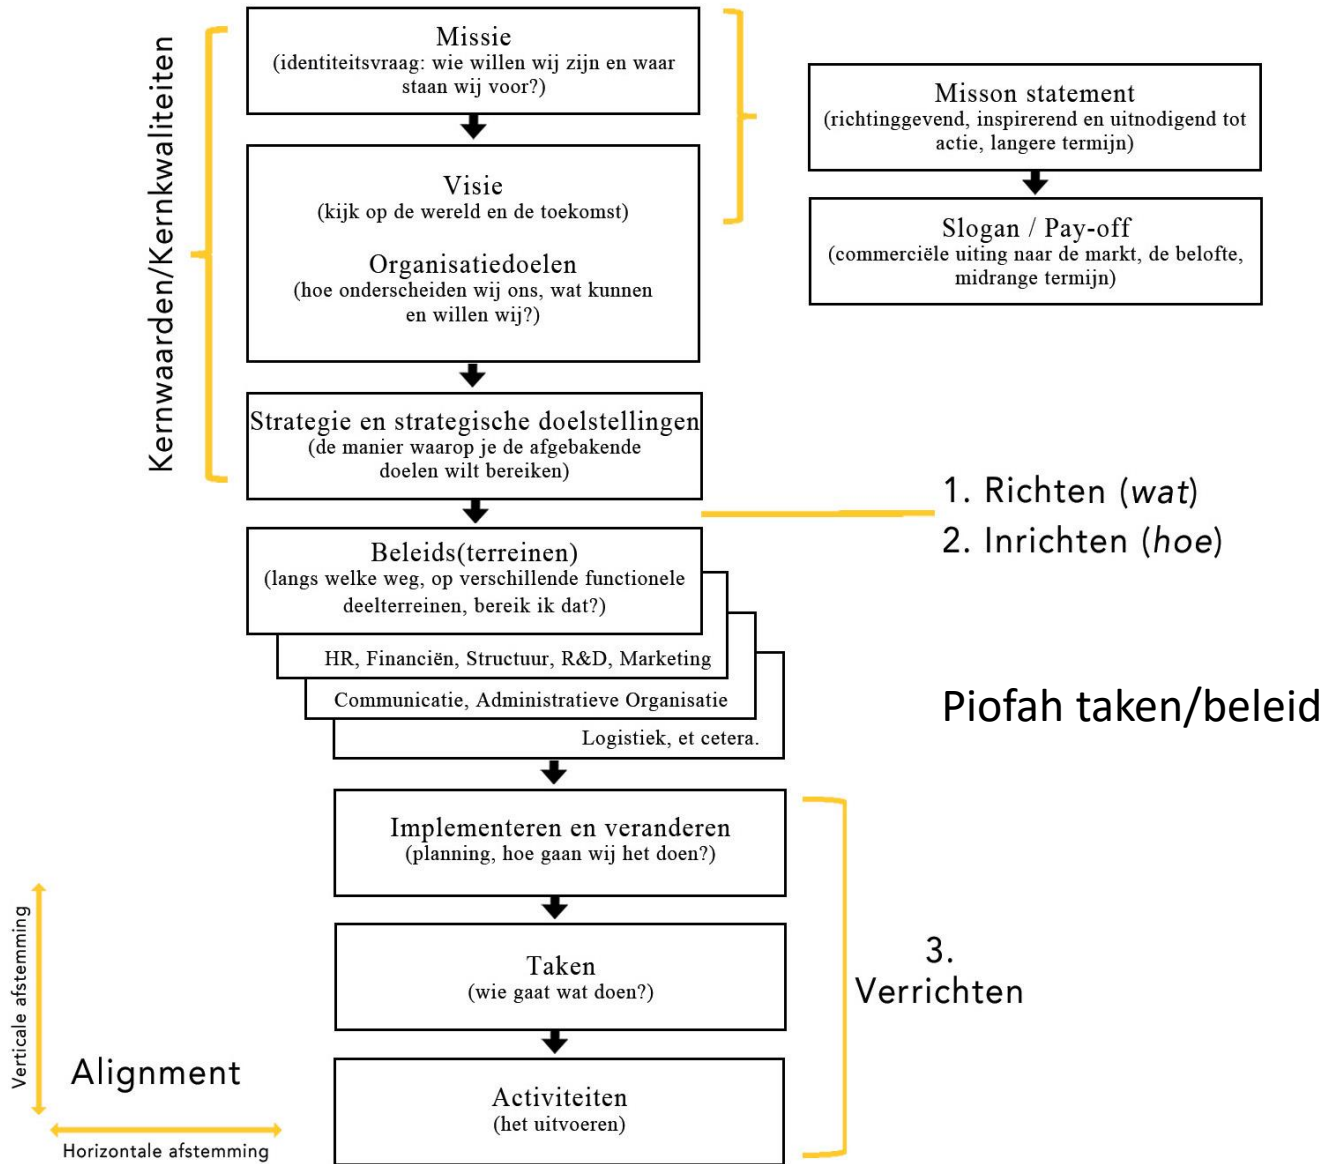 Kernwaarden/Kernkwaliteiten
Missie
(identiteitsvraag: wie willen wij zijn en waar
staan wij voor?)
Visie
(kijk op de wereld en de toekomst)
Organisatiedoelen
(hoe onderscheiden wij ons, wat kunnen
en willen wij?)
Strategie en strategische doelstellingen
(de manier waarop je de afgebakende
doelen wilt bereiken)
Misson statement
(richtinggevend, inspirerend en uitnodigend tot
actie, langere termijn)
Slogan / Pay-off
(commerciële uiting naar de markt, de belofte,
midrange termijn)
1. Richten (wat)
2. Inrichten (hoe)
Beleids(terreinen)
(langs welke weg, op verschillende functionele
deelterreinen, bereik ik dat?)
HR, Financiën, Structuur, R&D, Marketing
Communicatie, Administratieve Organisatie
Logistiek, et cetera.
Piofah taken/beleid
Implementeren en veranderen
(planning, hoe gaan wij het doen?)
Taken
(wie gaat wat doen?)
Activiteiten
(het uitvoeren)
3.
Verrichten
Verticale afstemming
Alignment
Horizontale afstemming